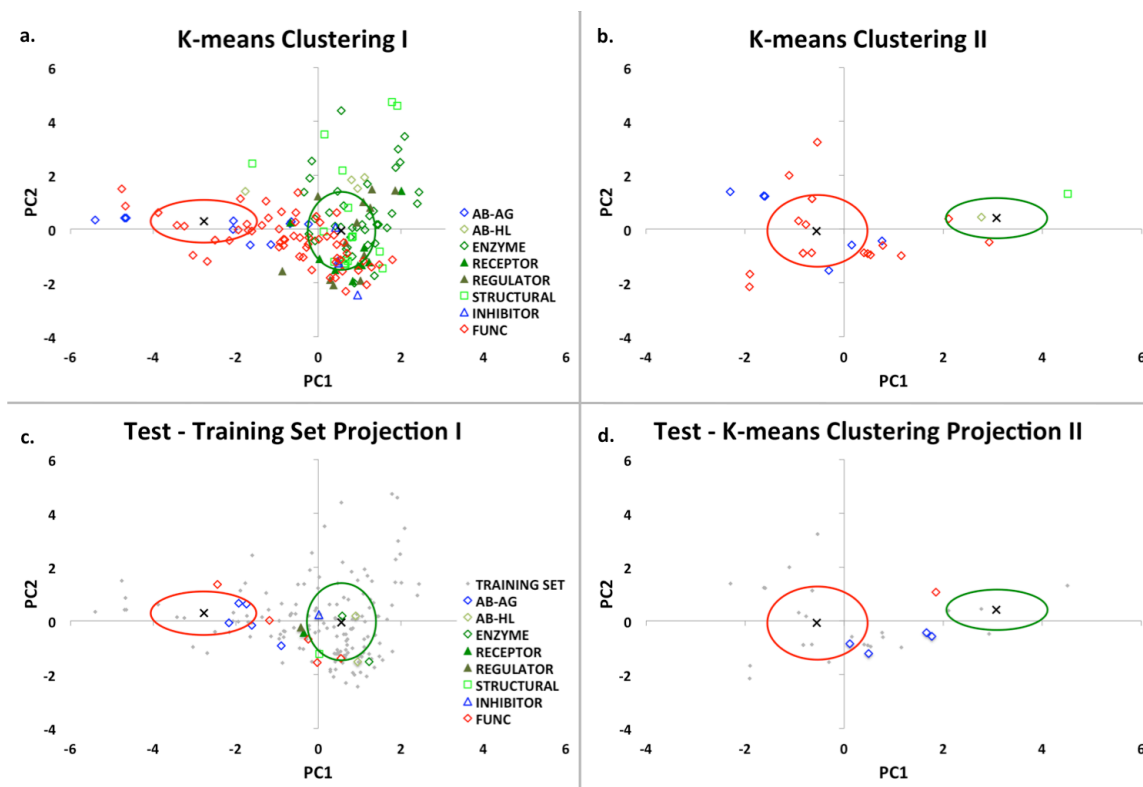 a.
K-means Clustering I
6
4
2
0
-2
-4
-6
-4
-2
0
2
4
6
PC2
PC1
AB-AG
AB-HL
ENZYME
RECEPTOR
REGULATOR
STRUCTURAL
INHIBITOR
FUNC
b.
K-means Clustering II
6
4
2
0
-2
-4
-6
-4
-2
0
2
4
6
PC2
PC1
c.
Test - Training Set Projection I
6
4
2
0
-2
-4
-6
-4
-2
0
2
4
6
PC2
PC1
TRAINING SET
AB-AG
AB-HL
ENZYME
RECEPTOR
REGULATOR
STRUCTURAL
INHIBITOR
FUNC
d.
Test - K-means Clustering Projection II
6
4
2
0
-2
-4
-6
-4
-2
0
2
4
6
PC2
PC1